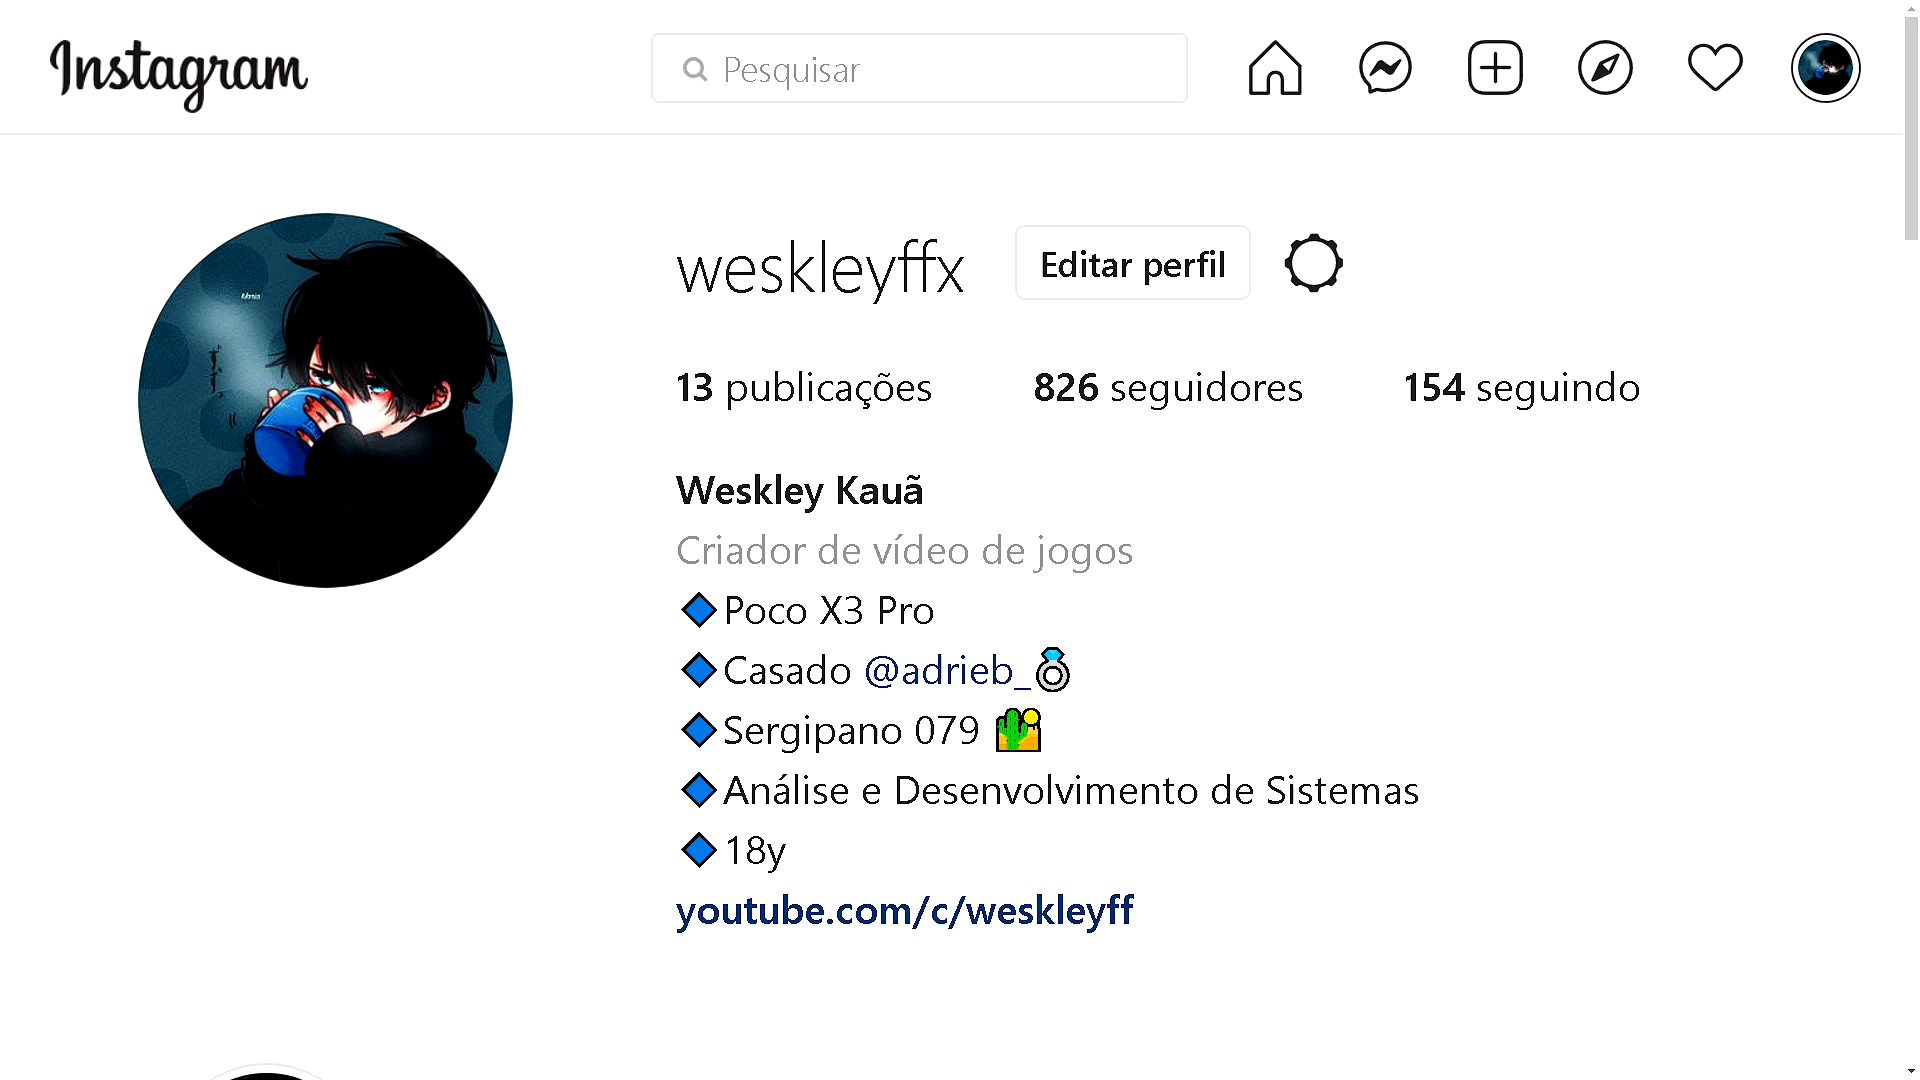 Instagram
Pesquisar
weskleyffx
Editar perfil
13 publicações
826 seguidores
154 seguindo
Weskley Kauã
Criador de vídeo de jogos
🔷Poco X3 Pro
🔷Casado @adrieb_💍
🔷Sergipano 079 🏜️
🔷Análise e Desenvolvimento de Sistemas
🔷18y
youtube.com/c/weskleyff